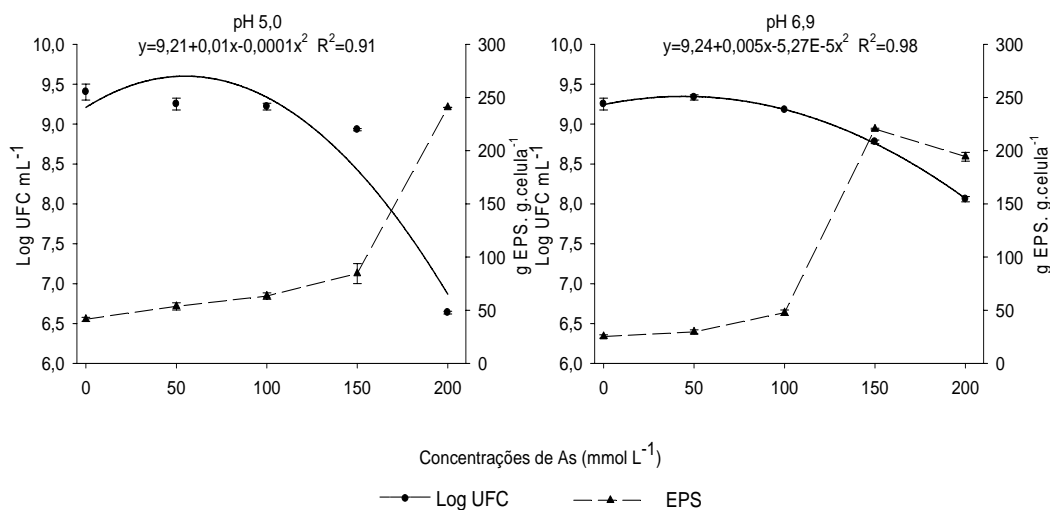 pH 5,0
y=9,21+0,01x-0,0001x² R²=0.91
10,0
9,5
9,0
8,5
8,0
7,5
7,0
6,5
6,0
Log UFC mL⁻¹
300
250
200
150
100
50
0
g EPS. g.celula⁻¹
0 50 100 150 200
pH 6,9
y=9,24+0,005x-5,27E-5x² R²=0.98
10,0
9,5
9,0
8,5
8,0
7,5
7,0
6,5
6,0
Log UFC mL⁻¹
300
250
200
150
100
50
0
g EPS. g.celula⁻¹
0 50 100 150 200
Concentrações de As (mmol L⁻¹)
Log UFC EPS